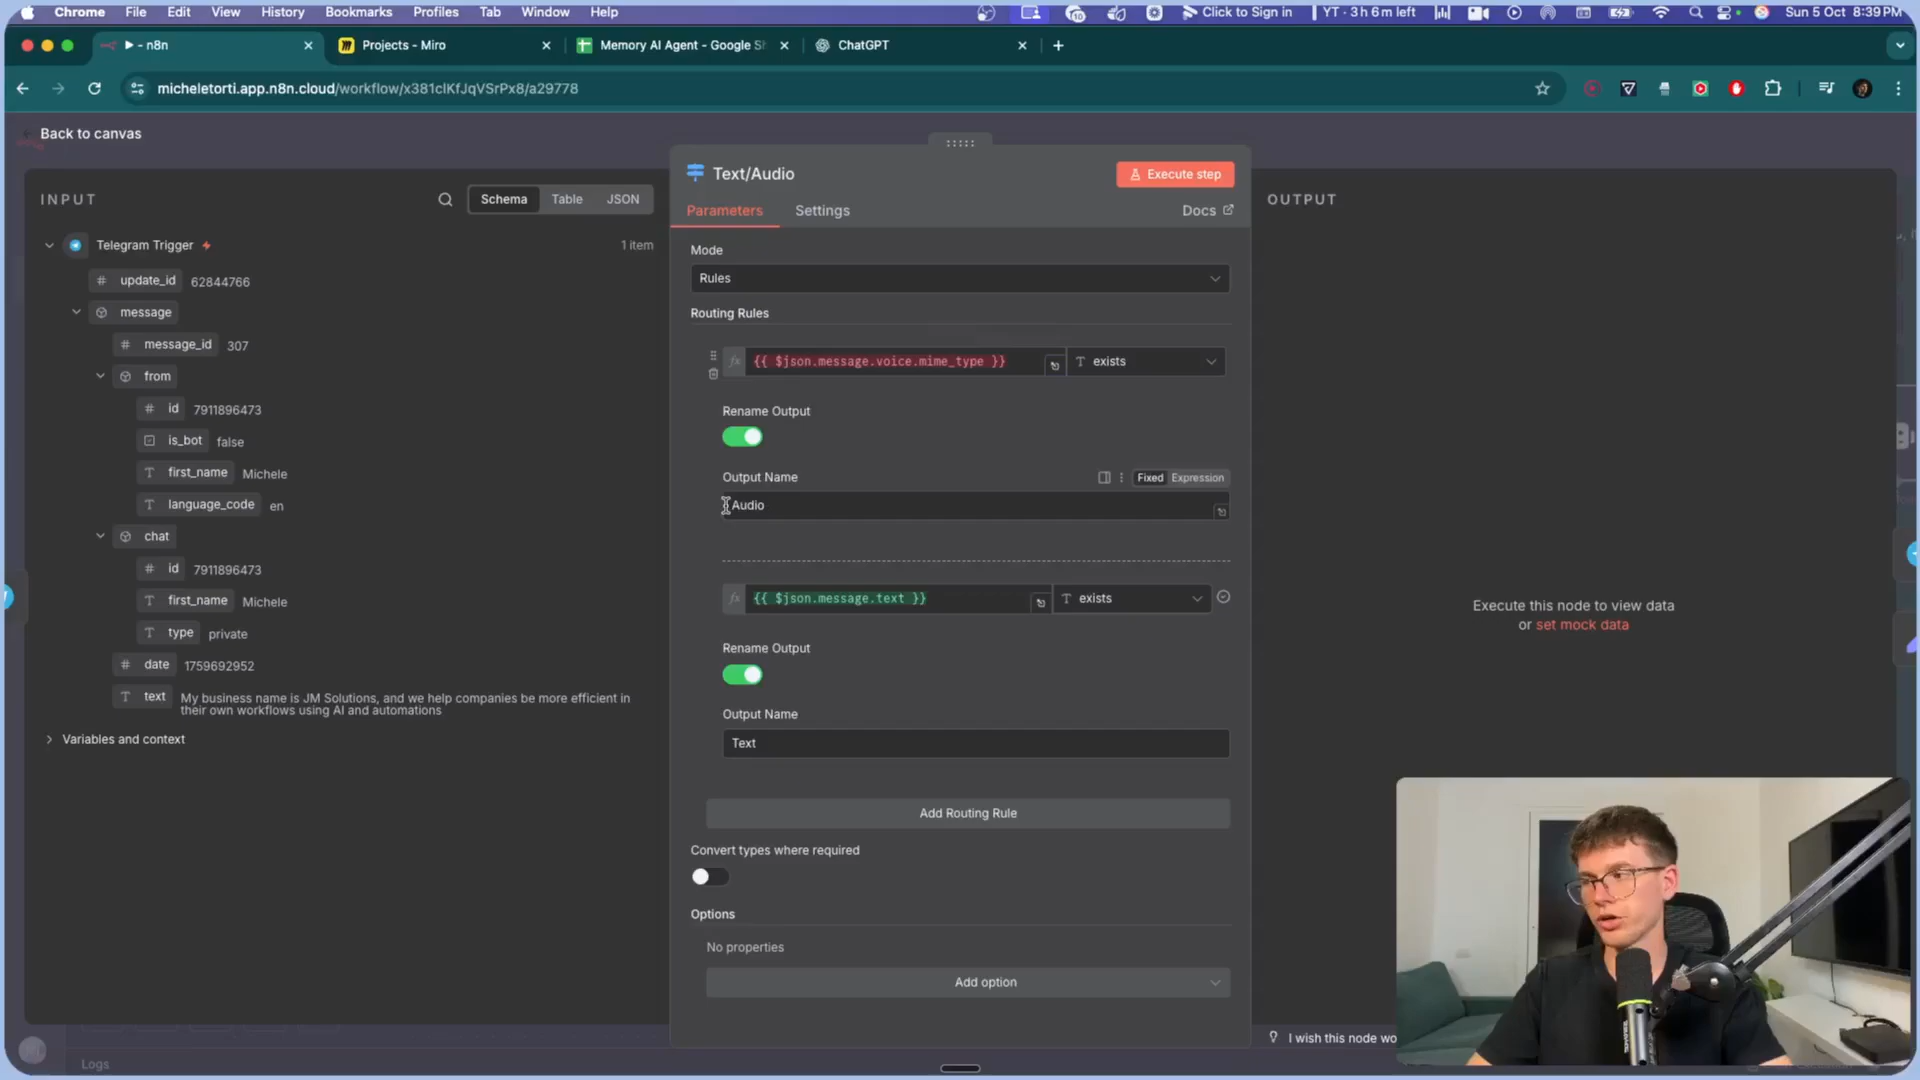 Chrome File Edit View History Bookmarks Profiles Tab Window Help
10 Click to Sign in YT - 3 h 6 m left Sun 5 Oct 8:39 PM
- n8n
Projects - Miro
Memory AI Agent - Google S
ChatGPT
micheletorti.app.n8n.cloud/workflow/x381clKfJqVSrPx8/a29778
Back to canvas
INPUT
Schema Table JSON
Telegram Trigger 1 item
# update_id 62844766
message
# message_id 307
from
# id 7911896473
is_bot false
T first_name Michele
T language_code en
chat
# id 7911896473
T first_name Michele
T type private
# date 1759692952
T text My business name is JM Solutions, and we help companies be more efficient in
their own workflows using AI and automations
Variables and context
Text/Audio
Execute step
Parameters Settings Docs
Mode
Rules
Routing Rules
fx {{ $json.message.voice.mime_type }} T exists
Rename Output
Output Name Fixed Expression
Audio
fx {{ $json.message.text }} T exists
Rename Output
Output Name
Text
Add Routing Rule
Convert types where required
Options
No properties
Add option
OUTPUT
Execute this node to view data
or set mock data
I wish this node wo
Logs